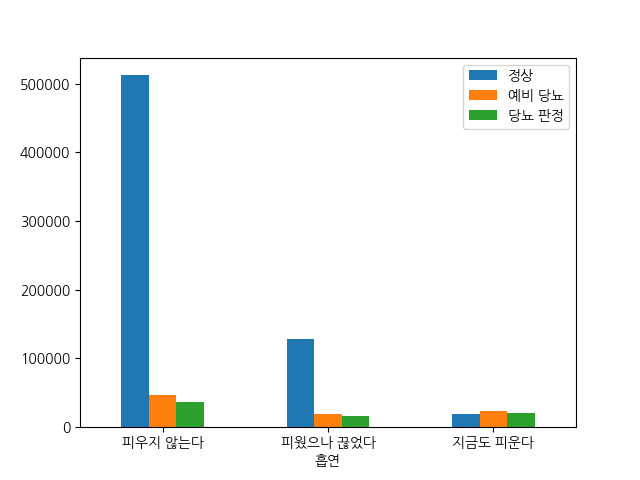 정상
예비 당뇨
당뇨 판정
500000
400000
300000
200000
100000
0
피우지 않는다
피웠으나 끊었다
지금도 피운다
흡연